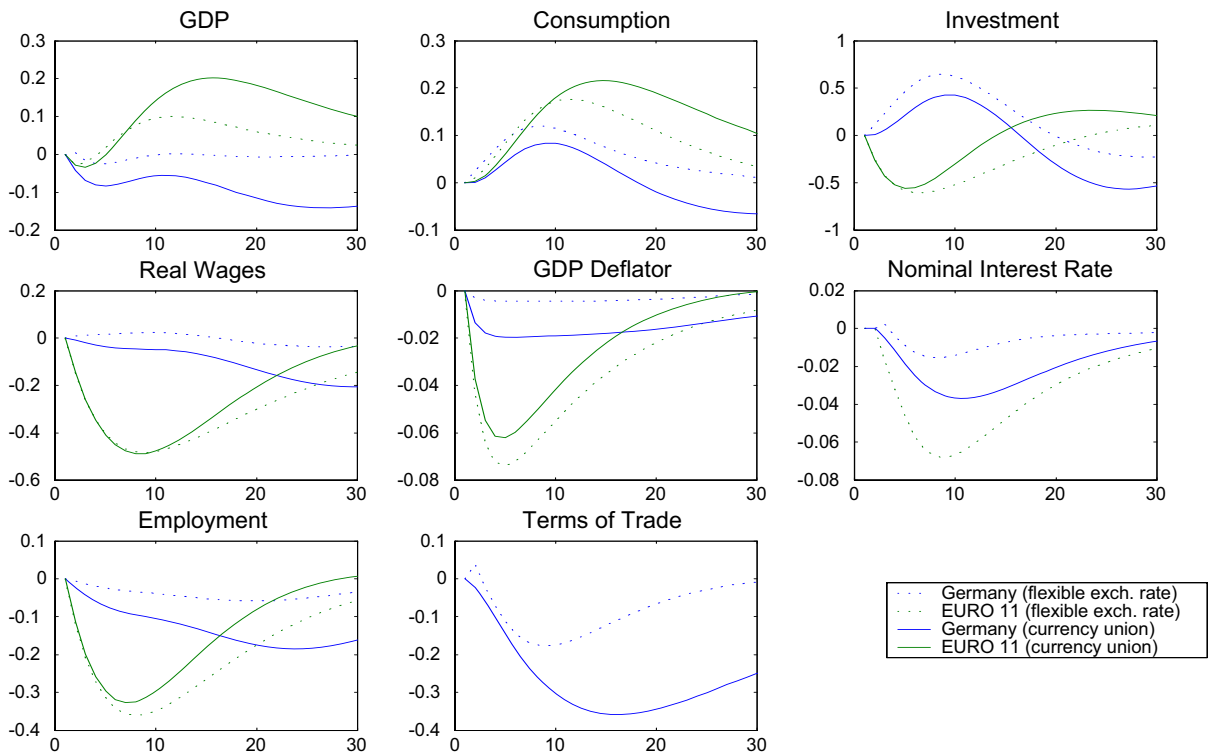 GDP
0.3
0.2
0.1
0
-0.1
-0.2
0 10 20 30
Consumption
0.3
0.2
0.1
0
-0.1
0 10 20 30
Investment
1
0.5
0
-0.5
-1
0 10 20 30
Real Wages
0.2
0
-0.2
-0.4
-0.6
0 10 20 30
GDP Deflator
0
-0.02
-0.04
-0.06
-0.08
0 10 20 30
Nominal Interest Rate
0.02
0
-0.02
-0.04
-0.06
-0.08
0 10 20 30
Employment
0.1
0
-0.1
-0.2
-0.3
-0.4
0 10 20 30
Terms of Trade
0.1
0
-0.1
-0.2
-0.3
-0.4
0 10 20 30
Germany (flexible exch. rate)
EURO 11 (flexible exch. rate)
Germany (currency union)
EURO 11 (currency union)